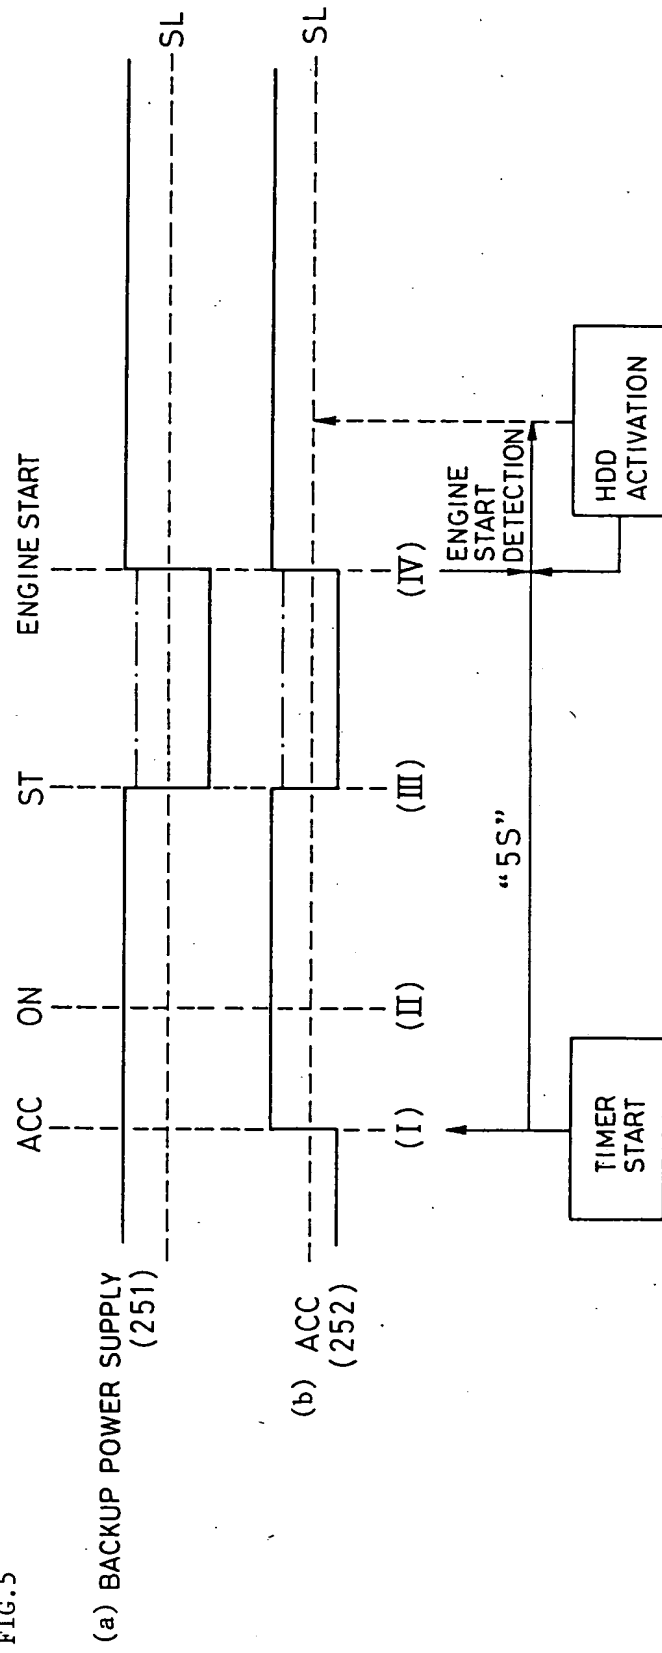 FIG.5
ACC
ON
ST
ENGINE START
(a) BACKUP POWER SUPPLY
(251)
SL
(b) ACC
(252)
SL
(I)
(II)
(III)
(IV)
ENGINE
START
DETECTION
“5S”
TIMER
START
HDD
ACTIVATION